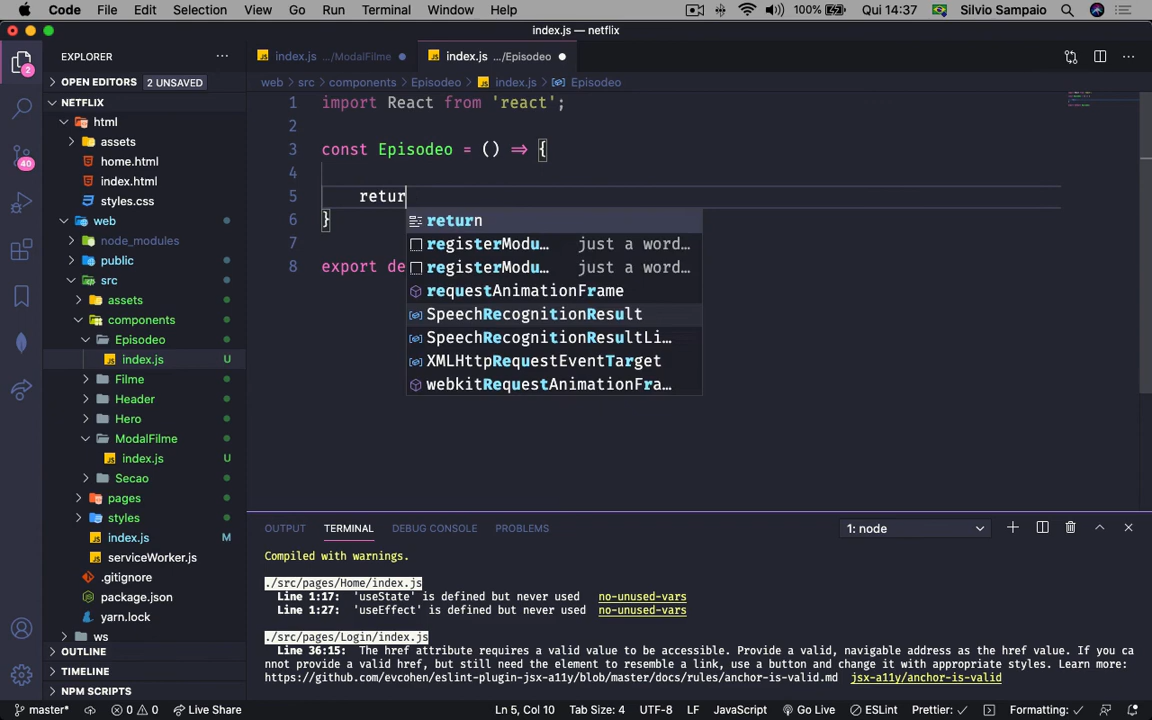 Code File Edit Selection View Go Run Terminal Window Help 100% Qui 14:37 Silvio Sampaio
index.js — netflix
EXPLORER ···
index.js .../ModalFilme
index.js .../Episodeo
OPEN EDITORS 2 UNSAVED
web > src > components > Episodeo > index.js > Episodeo
NETFLIX
html
assets
home.html
index.html
styles.css
web
node_modules
public
src
assets
components
Episodeo
index.js U
Filme
Header
Hero
ModalFilme
index.js U
Secao
pages
styles
index.js M
serviceWorker.js
.gitignore
package.json
yarn.lock
ws
OUTLINE
TIMELINE
NPM SCRIPTS
2
40
1 import React from 'react';
2
3 const Episodeo = () => {
4
5 retur
6 }
7
8 export de
return
registerModu… just a word…
registerModu… just a word…
requestAnimationFrame
SpeechRecognitionResult
SpeechRecognitionResultLi…
XMLHttpRequestEventTarget
webkitRequestAnimationFra…
OUTPUT TERMINAL DEBUG CONSOLE PROBLEMS 1: node
Compiled with warnings.
./src/pages/Home/index.js
Line 1:17: 'useState' is defined but never used no-unused-vars
Line 1:27: 'useEffect' is defined but never used no-unused-vars
./src/pages/Login/index.js
Line 36:15: The href attribute requires a valid value to be accessible. Provide a valid, navigable address as the href value. If you ca
nnot provide a valid href, but still need the element to resemble a link, use a button and change it with appropriate styles. Learn more:
https://github.com/evcohen/eslint-plugin-jsx-a11y/blob/master/docs/rules/anchor-is-valid.md jsx-a11y/anchor-is-valid
master* 0 0 Live Share Ln 5, Col 10 Tab Size: 4 UTF-8 LF JavaScript Go Live ESLint Prettier: ✓ Formatting: ✓